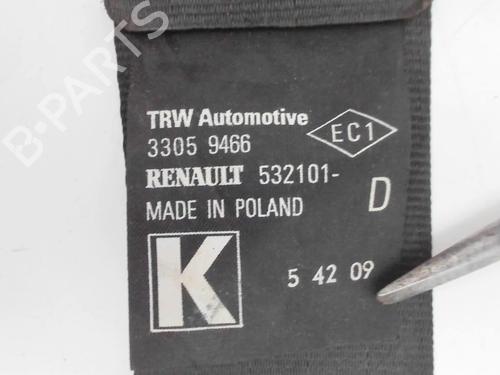 B-PARTS
TRW Automotive
3305 9466
EC1
RENAULT 532101-
MADE IN POLAND
D
K
5 42 09